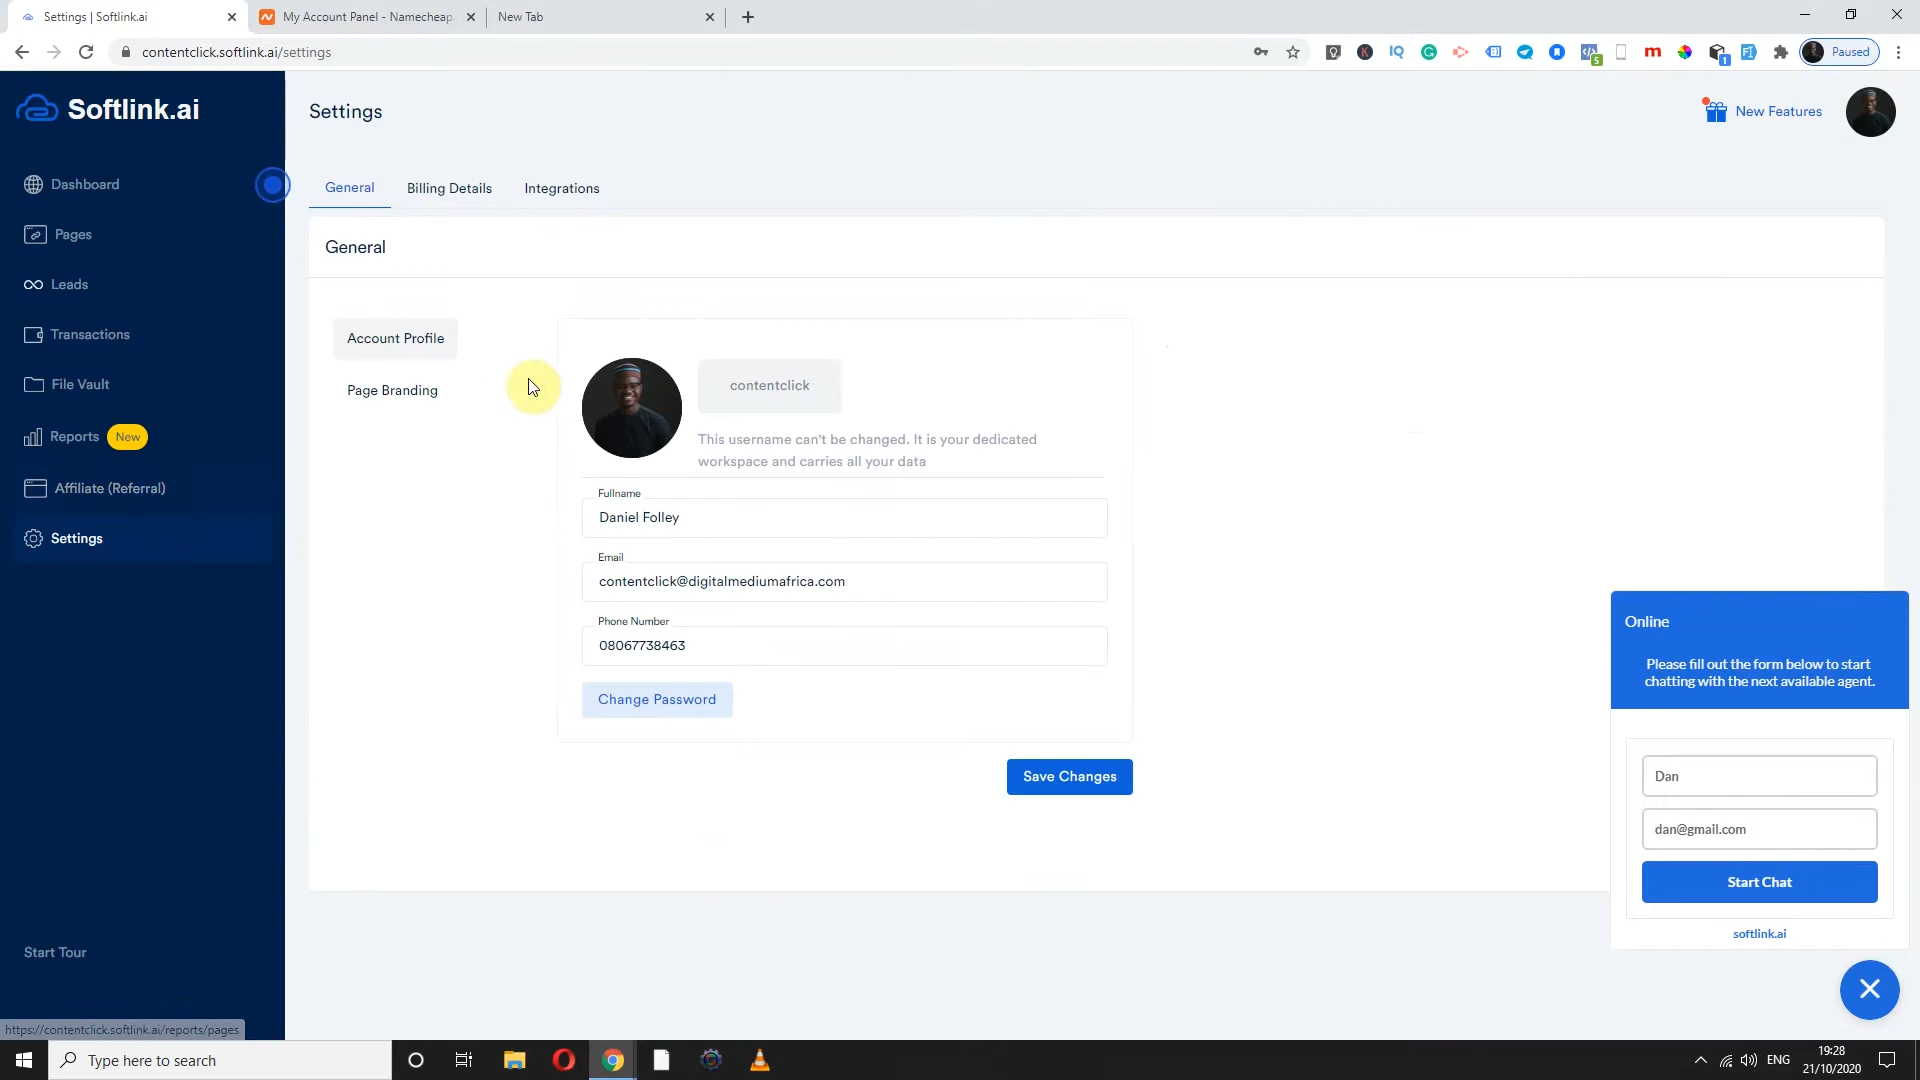 Settings | Softlink.ai
My Account Panel - Namecheap
New Tab
contentclick.softlink.ai/settings
Paused
Softlink.ai
Settings
New Features
Dashboard
Pages
Leads
Transactions
File Vault
Reports New
Affiliate (Referral)
Settings
Start Tour
General
Billing Details
Integrations
General
Account Profile
Page Branding
contentclick
This username can't be changed. It is your dedicated
workspace and carries all your data
Fullname
Daniel Folley
Email
contentclick@digitalmediumafrica.com
Phone Number
08067738463
Change Password
Save Changes
Online
Please fill out the form below to start
chatting with the next available agent.
Dan
dan@gmail.com
Start Chat
softlink.ai
https://contentclick.softlink.ai/reports/pages
Type here to search
ENG
19:28
21/10/2020